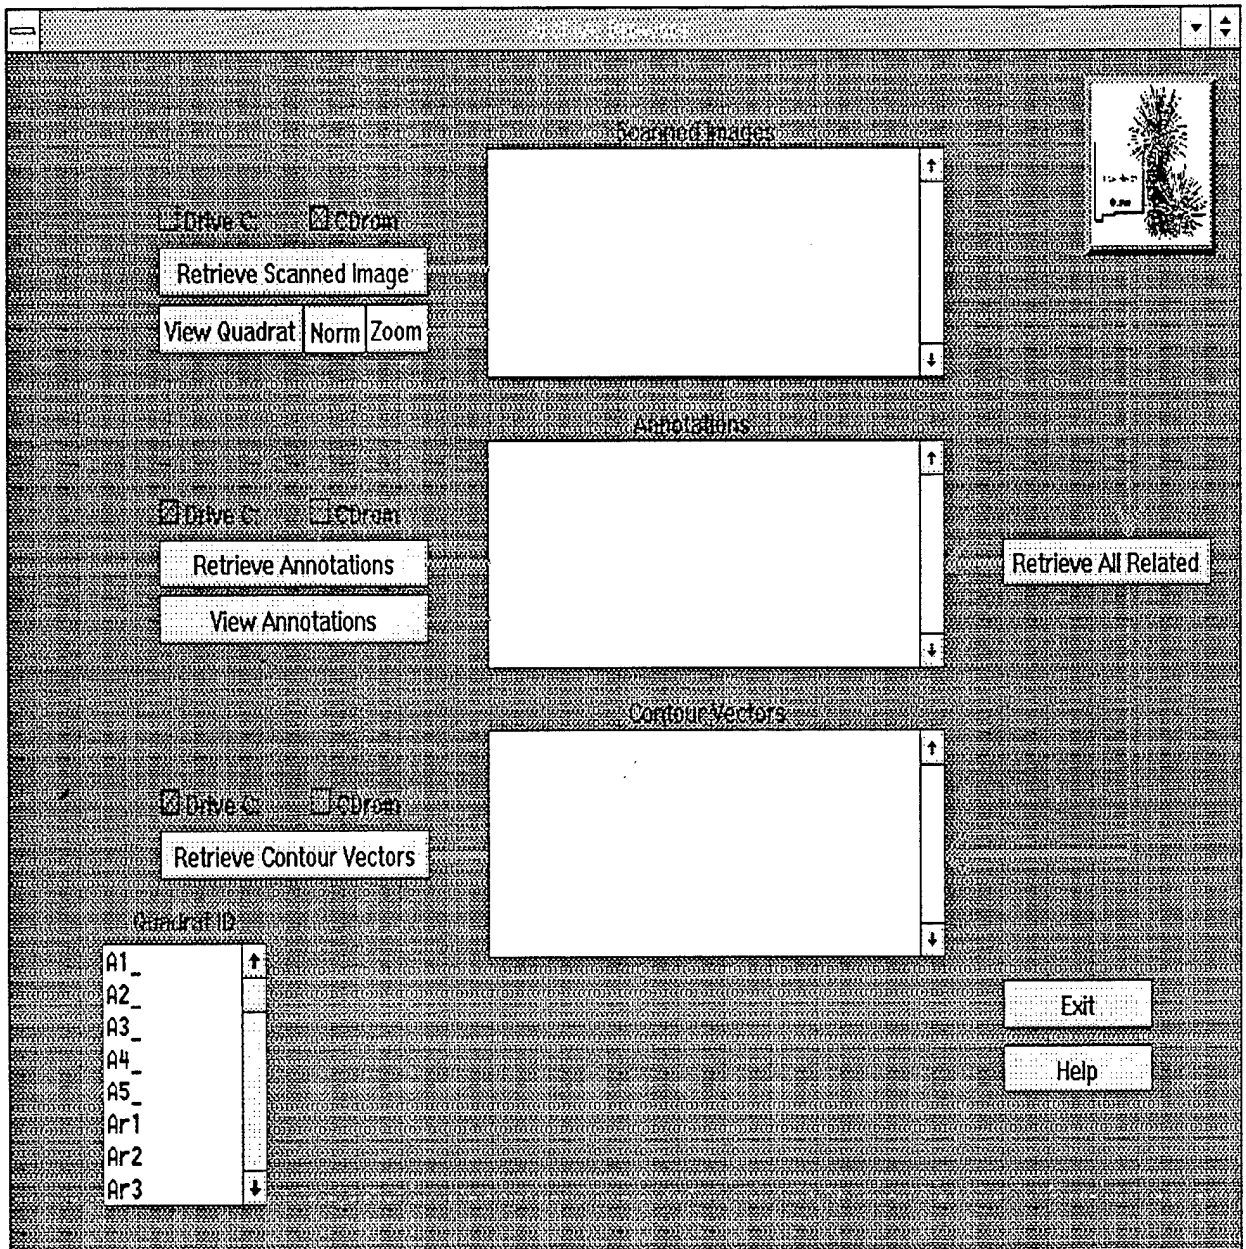 Scanned Images
Drive C: CDrom
Retrieve Scanned Image
View Quadrat Norm Zoom
Annotations
Drive C: CDrom
Retrieve Annotations
View Annotations
Retrieve All Related
Contour Vectors
Drive C: CDrom
Retrieve Contour Vectors
Quadrat ID
A1_
A2_
A3_
A4_
A5_
Ar1
Ar2
Ar3
Exit
Help